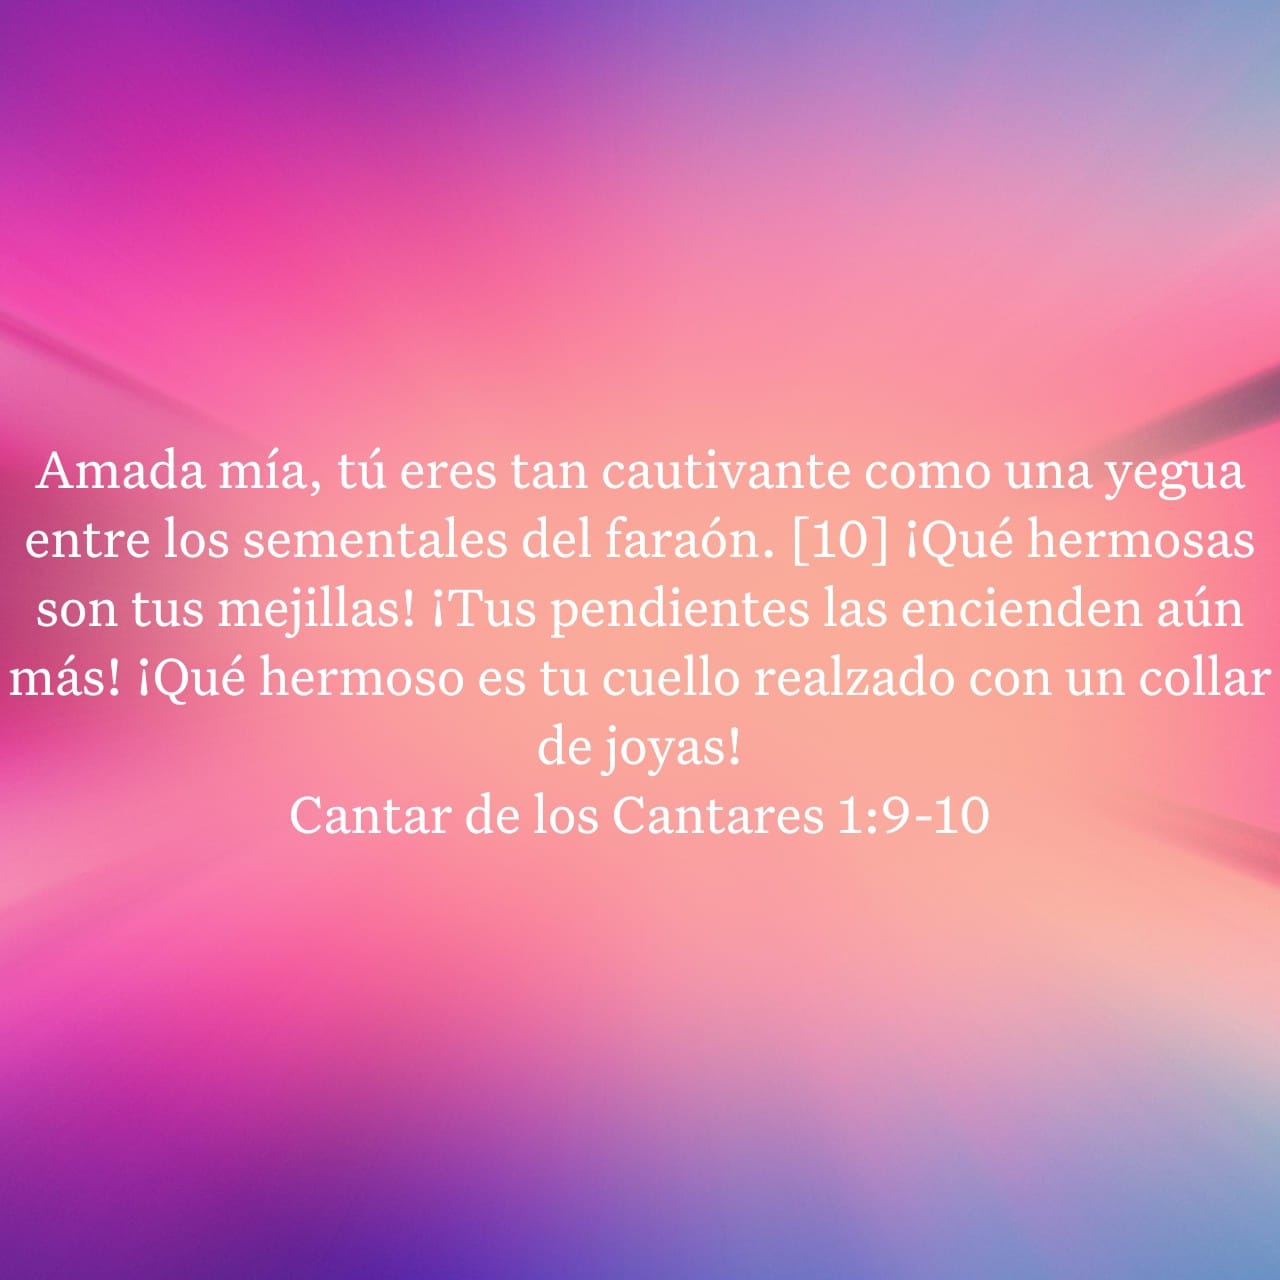 Amada mía, tú eres tan cautivante como una yegua
entre los sementales del faraón. [10] ¡Qué hermosas
son tus mejillas! ¡Tus pendientes las encienden aún
más! ¡Qué hermoso es tu cuello realzado con un collar
de joyas!
Cantar de los Cantares 1:9-10